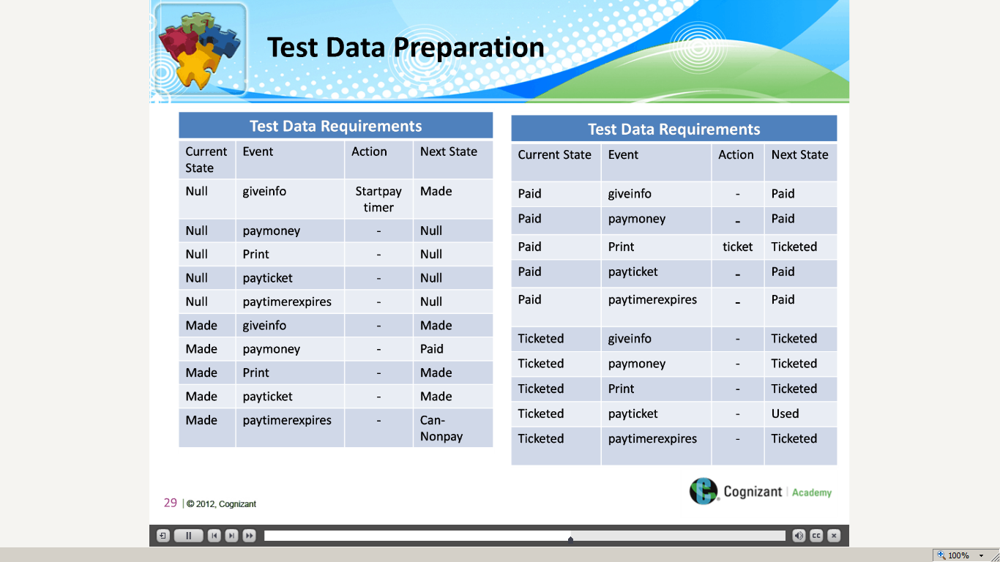 Test Data Preparation
Test Data Requirements
Current State Event Action Next State
Null giveinfo Startpay timer Made
Null paymoney - Null
Null Print - Null
Null payticket - Null
Null paytimerexpires - Null
Made giveinfo - Made
Made paymoney - Paid
Made Print - Made
Made payticket - Made
Made paytimerexpires - Can-Nonpay
Test Data Requirements
Current State Event Action Next State
Paid giveinfo - Paid
Paid paymoney - Paid
Paid Print ticket Ticketed
Paid payticket - Paid
Paid paytimerexpires - Paid
Ticketed giveinfo - Ticketed
Ticketed paymoney - Ticketed
Ticketed Print - Ticketed
Ticketed payticket - Used
Ticketed paytimerexpires - Ticketed
29 | © 2012, Cognizant
Cognizant | Academy
CC
100%